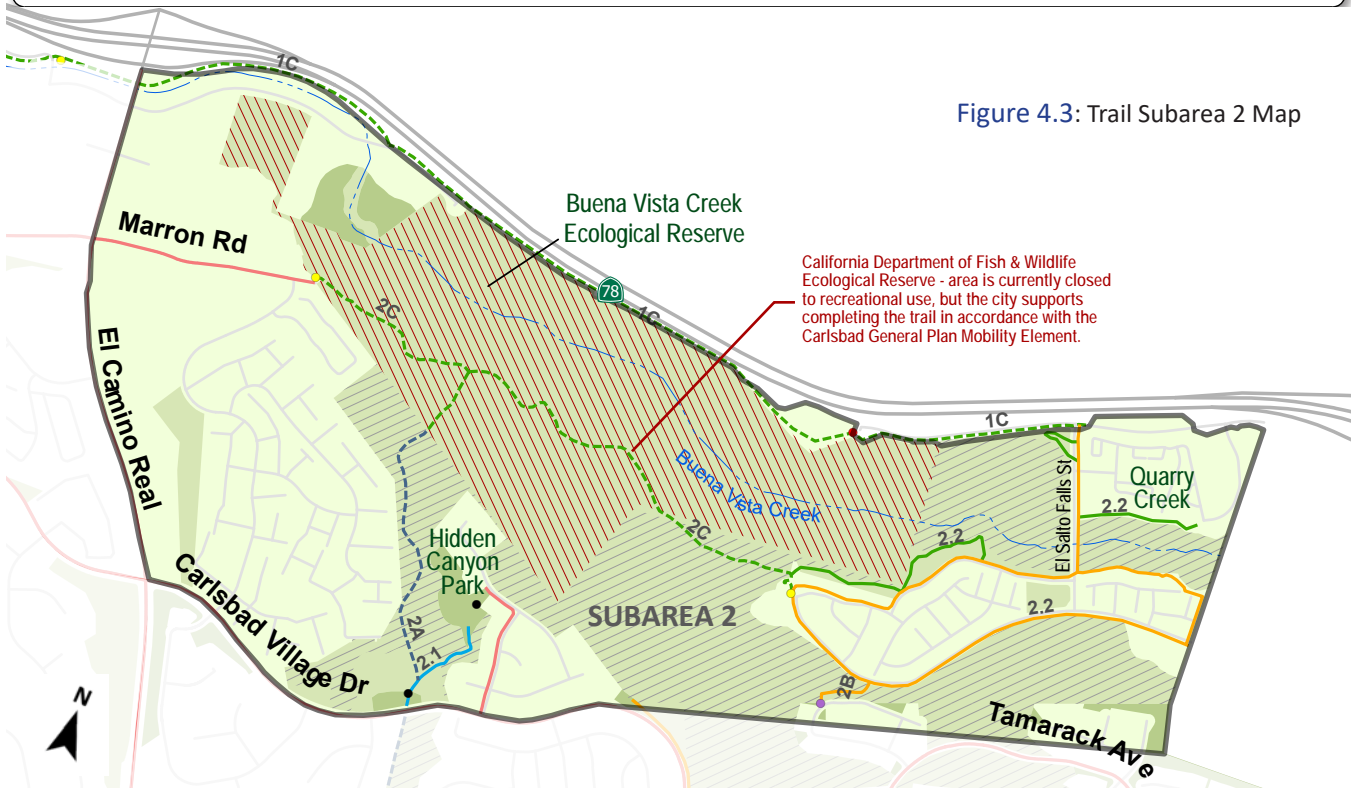 1C
Figure 4.3: Trail Subarea 2 Map
Buena Vista Creek
Ecological Reserve
Marron Rd
California Department of Fish & Wildlife
Ecological Reserve - area is currently closed
to recreational use, but the city supports
completing the trail in accordance with the
Carlsbad General Plan Mobility Element.
78
2C
1C
El Camino Real
1C
Buena Vista Creek
El Salto Falls St
Quarry
Creek
2.2
2C
2.2
Hidden
Canyon
Park
Carlsbad Village Dr
2A
2.1
SUBAREA 2
2.2
2B
N
Tamarack Ave